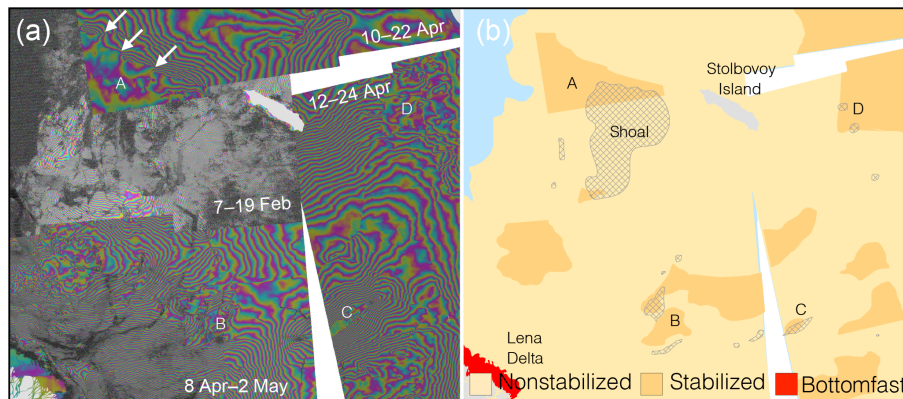 (a)
10–22 Apr
A
12–24 Apr
D
7–19 Feb
C
B
8 Apr–2 May
(b)
Stolbovoy
Island
A
D
Shoal
C
B
Lena
Delta
Nonstabilized
Stabilized
Bottomfast